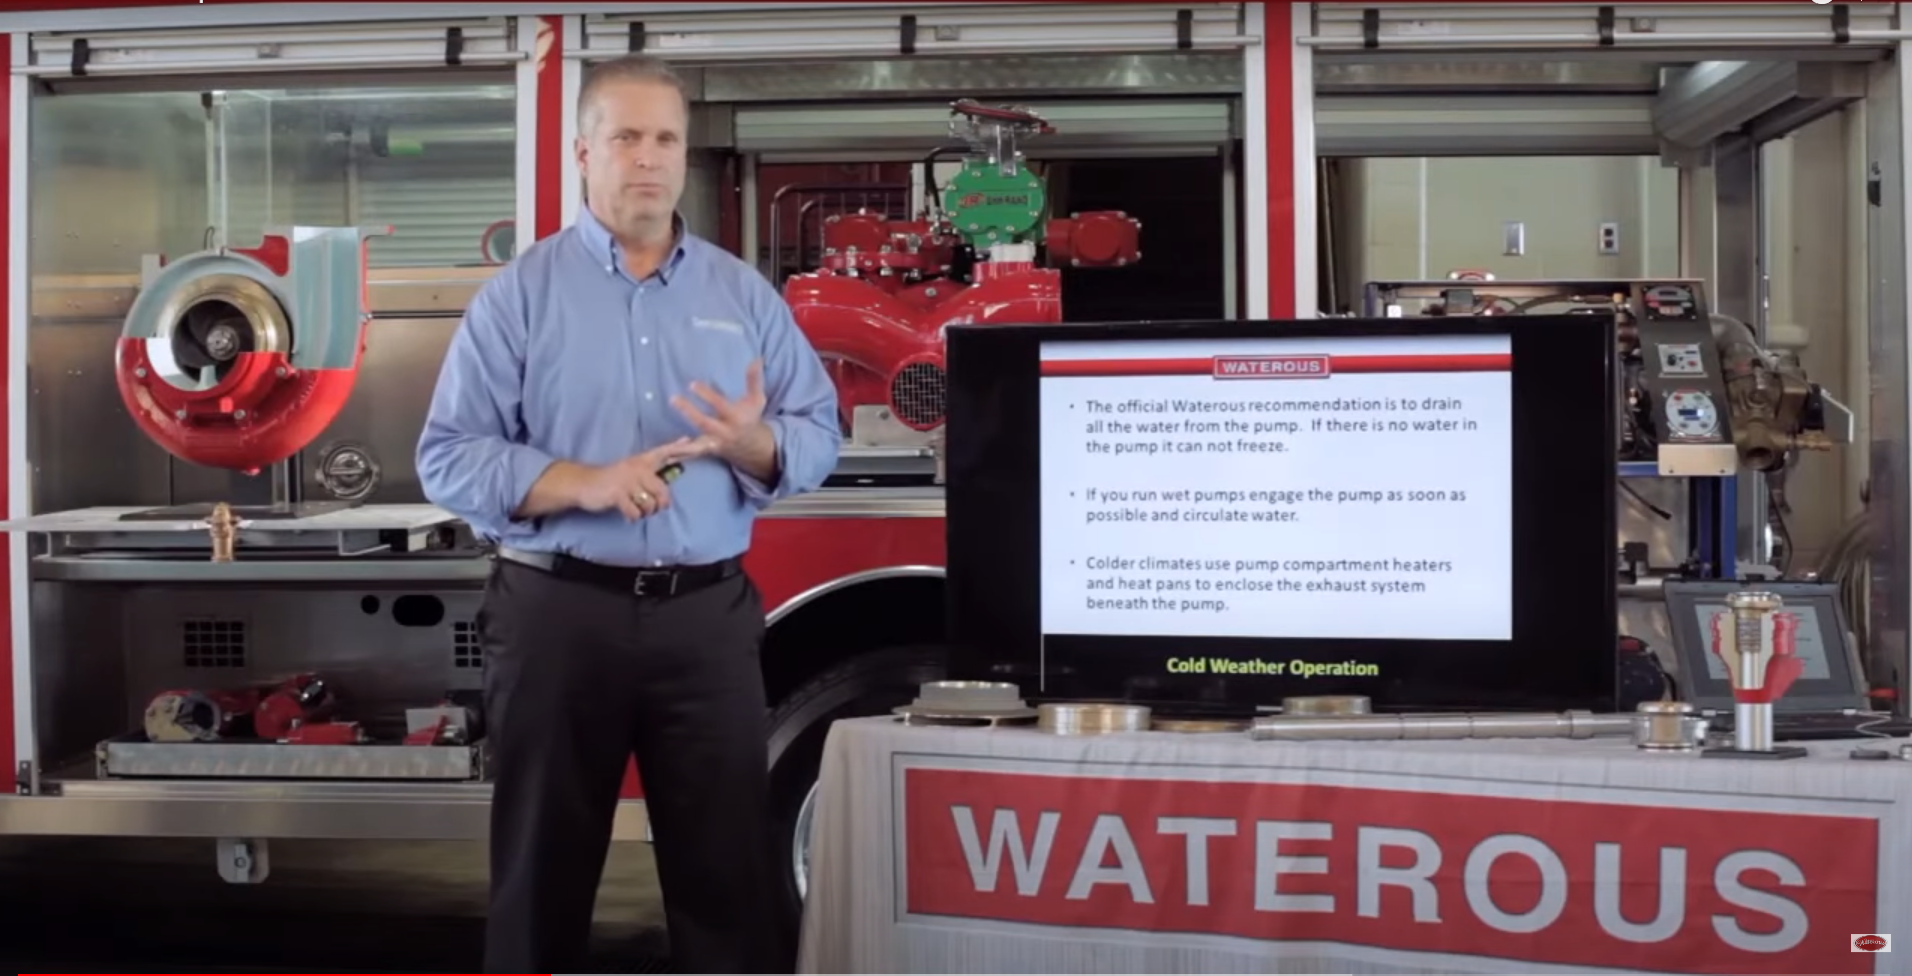 WATEROUS
• The official Waterous recommendation is to drain
all the water from the pump. If there is no water in
the pump it can not freeze.
• If you run wet pumps engage the pump as soon as
possible and circulate water.
• Colder climates use pump compartment heaters
and heat pans to enclose the exhaust system
beneath the pump.
Cold Weather Operation
WATEROUS